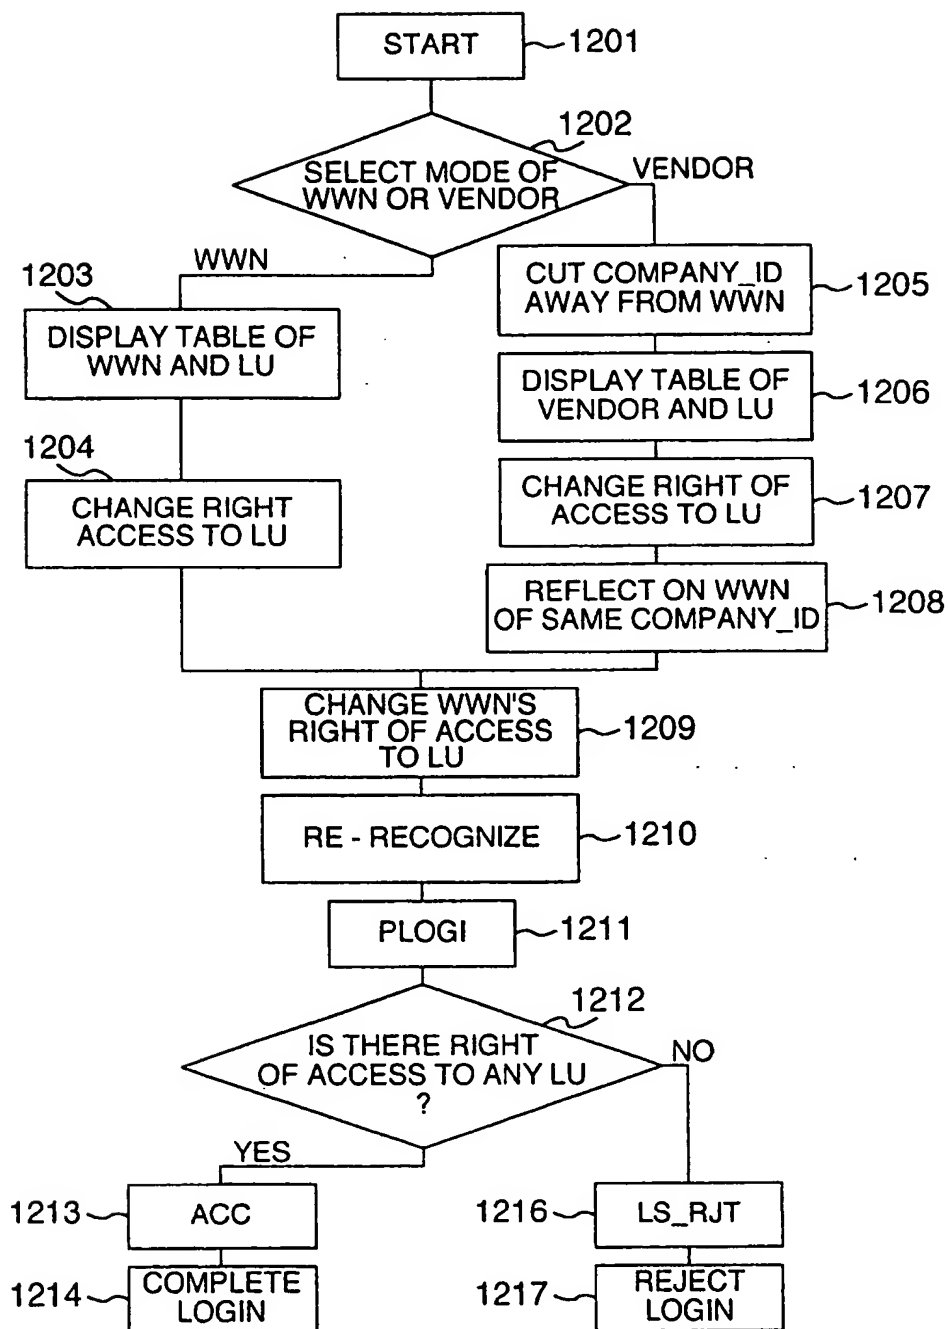 START
1201
1202
SELECT MODE OF
WWN OR VENDOR
VENDOR
WWN
1203
DISPLAY TABLE OF
WWN AND LU
CUT COMPANY_ID
AWAY FROM WWN
1205
DISPLAY TABLE OF
VENDOR AND LU
1206
1204
CHANGE RIGHT
ACCESS TO LU
CHANGE RIGHT OF
ACCESS TO LU
1207
REFLECT ON WWN
OF SAME COMPANY_ID
1208
CHANGE WWN'S
RIGHT OF ACCESS
TO LU
1209
RE - RECOGNIZE
1210
PLOGI
1211
1212
IS THERE RIGHT
OF ACCESS TO ANY LU
?
NO
YES
1213
ACC
1216
LS_RJT
1214
COMPLETE
LOGIN
1217
REJECT
LOGIN